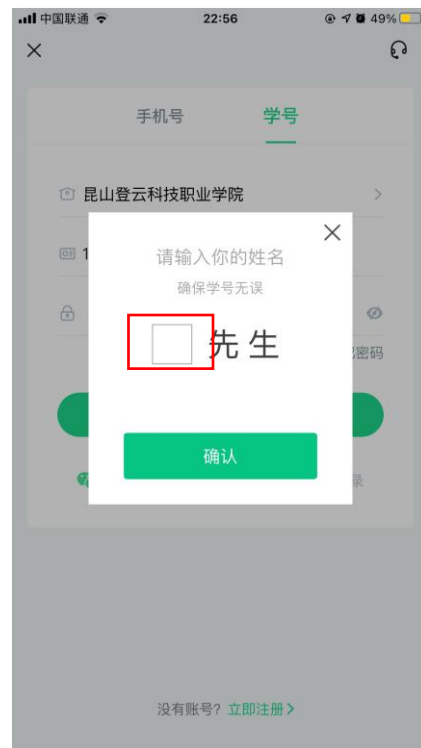 中国联通 22:56 49%
手机号 学号
昆山登云科技职业学院
1
请输入你的姓名
确保学号无误
先生
密码
确认
录
没有账号? 立即注册